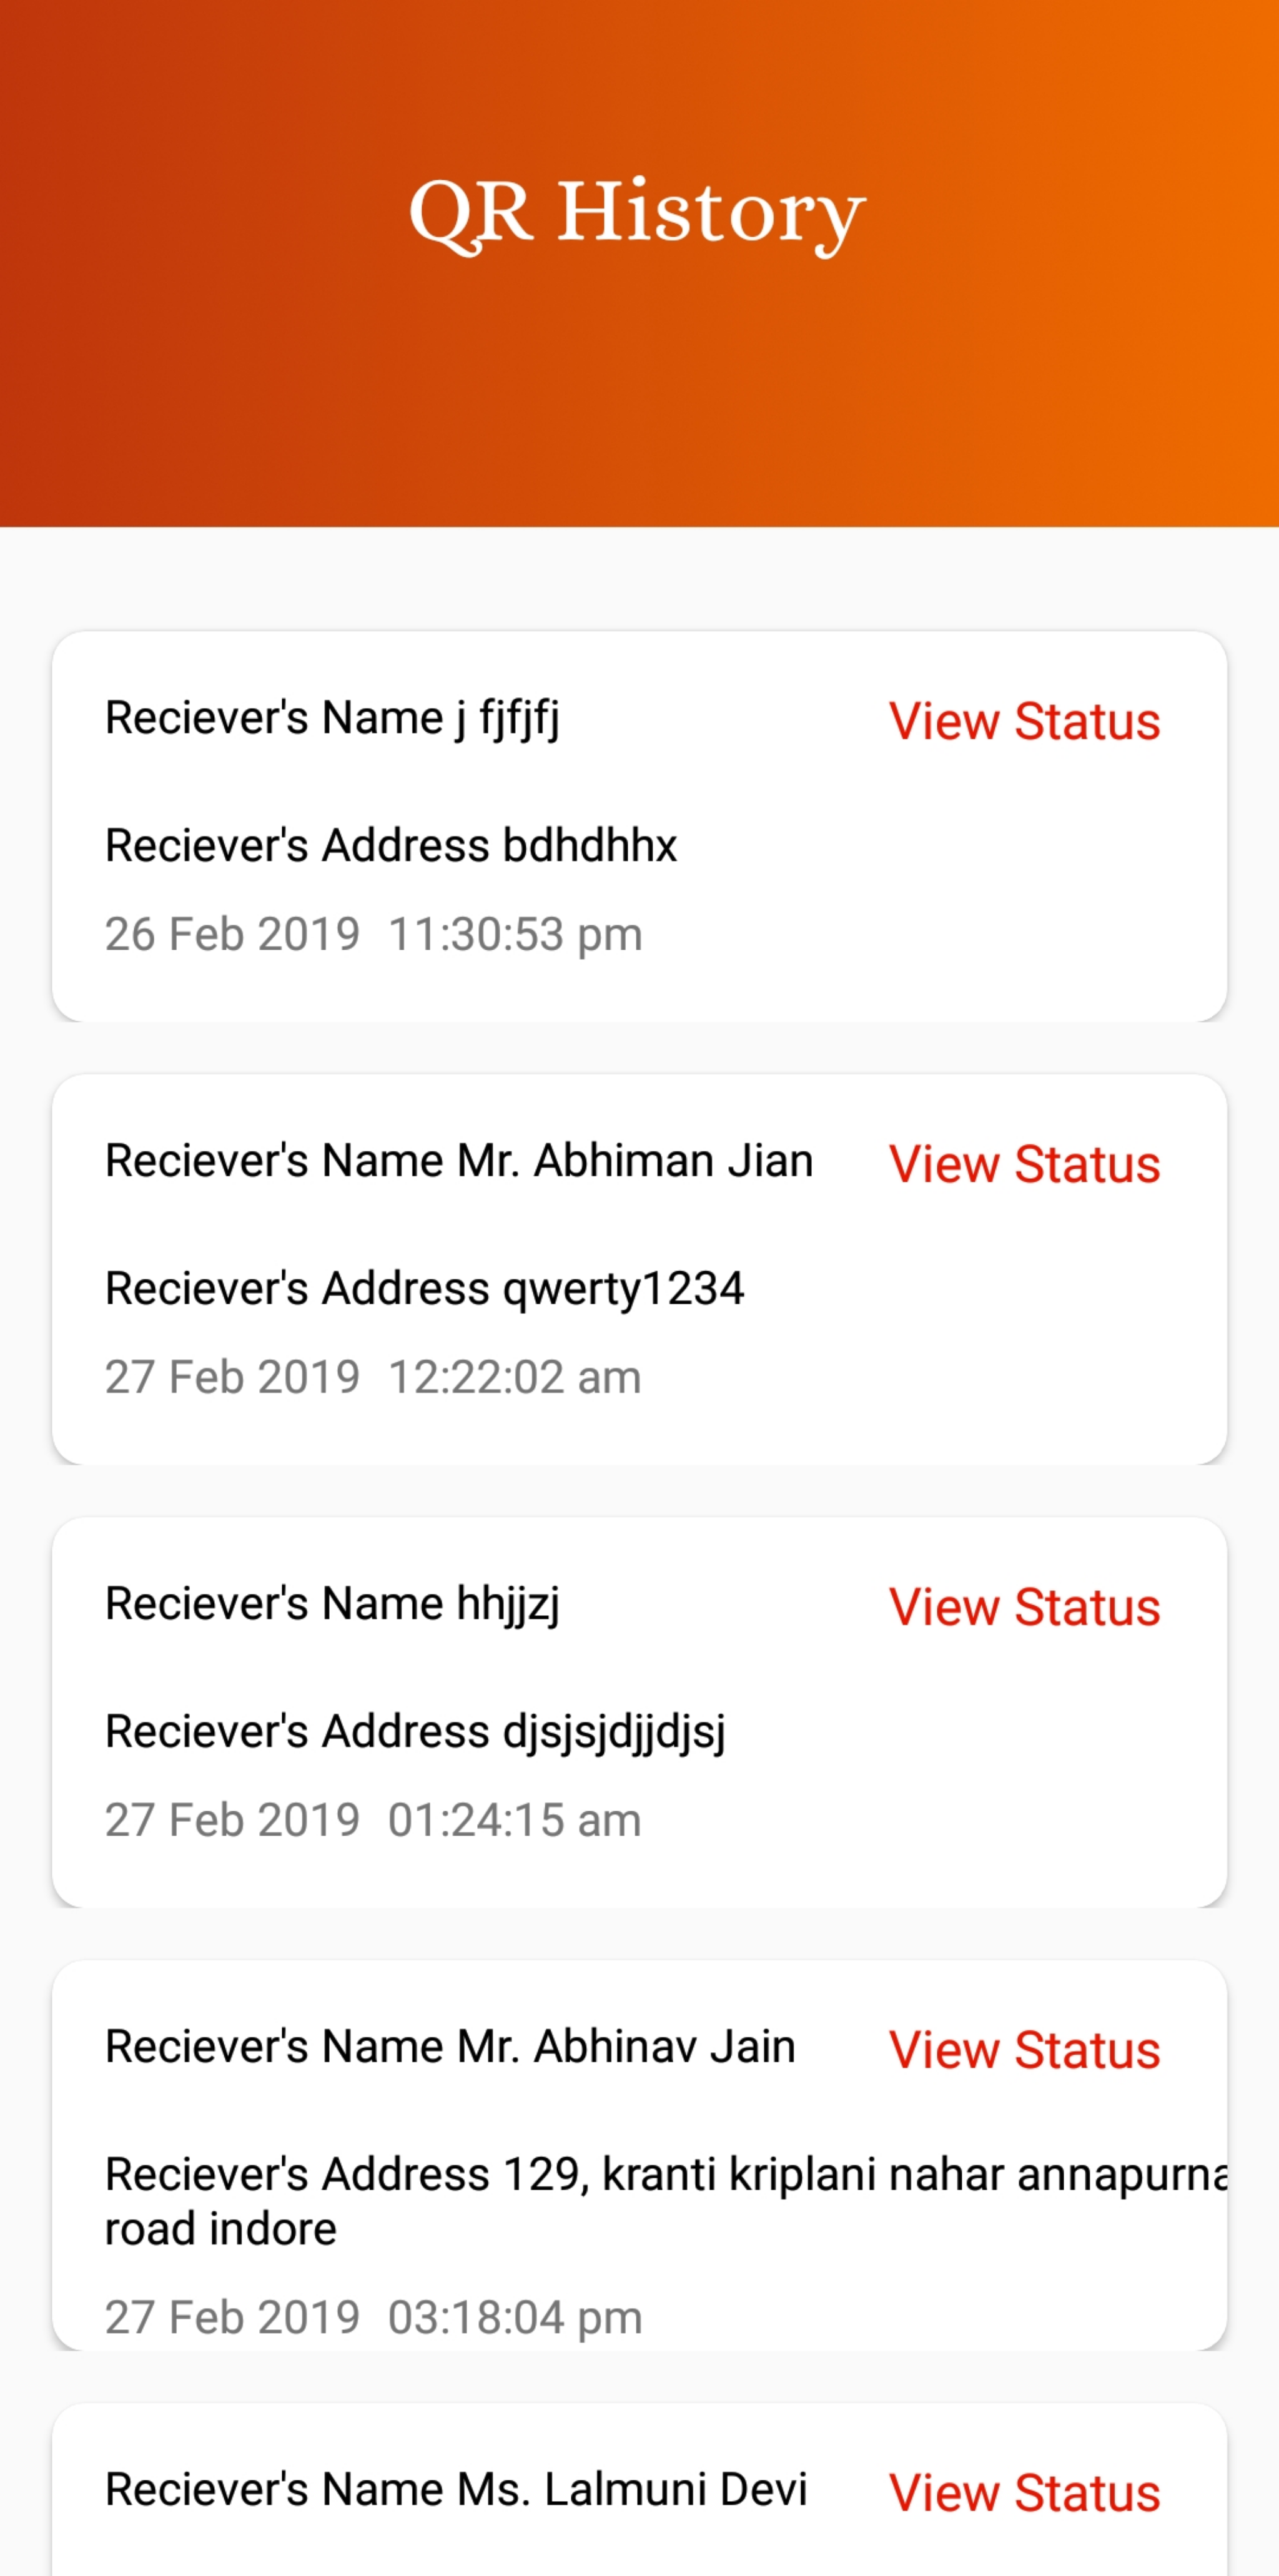 QR History
Reciever's Name j fjfjfj
View Status
Reciever's Address bdhdhhx
26 Feb 2019 11:30:53 pm
Reciever's Name Mr. Abhiman Jian
View Status
Reciever's Address qwerty1234
27 Feb 2019 12:22:02 am
Reciever's Name hhjjzj
View Status
Reciever's Address djsjsjdjjdjsj
27 Feb 2019 01:24:15 am
Reciever's Name Mr. Abhinav Jain
View Status
Reciever's Address 129, kranti kriplani nahar annapurna
road indore
27 Feb 2019 03:18:04 pm
Reciever's Name Ms. Lalmuni Devi
View Status